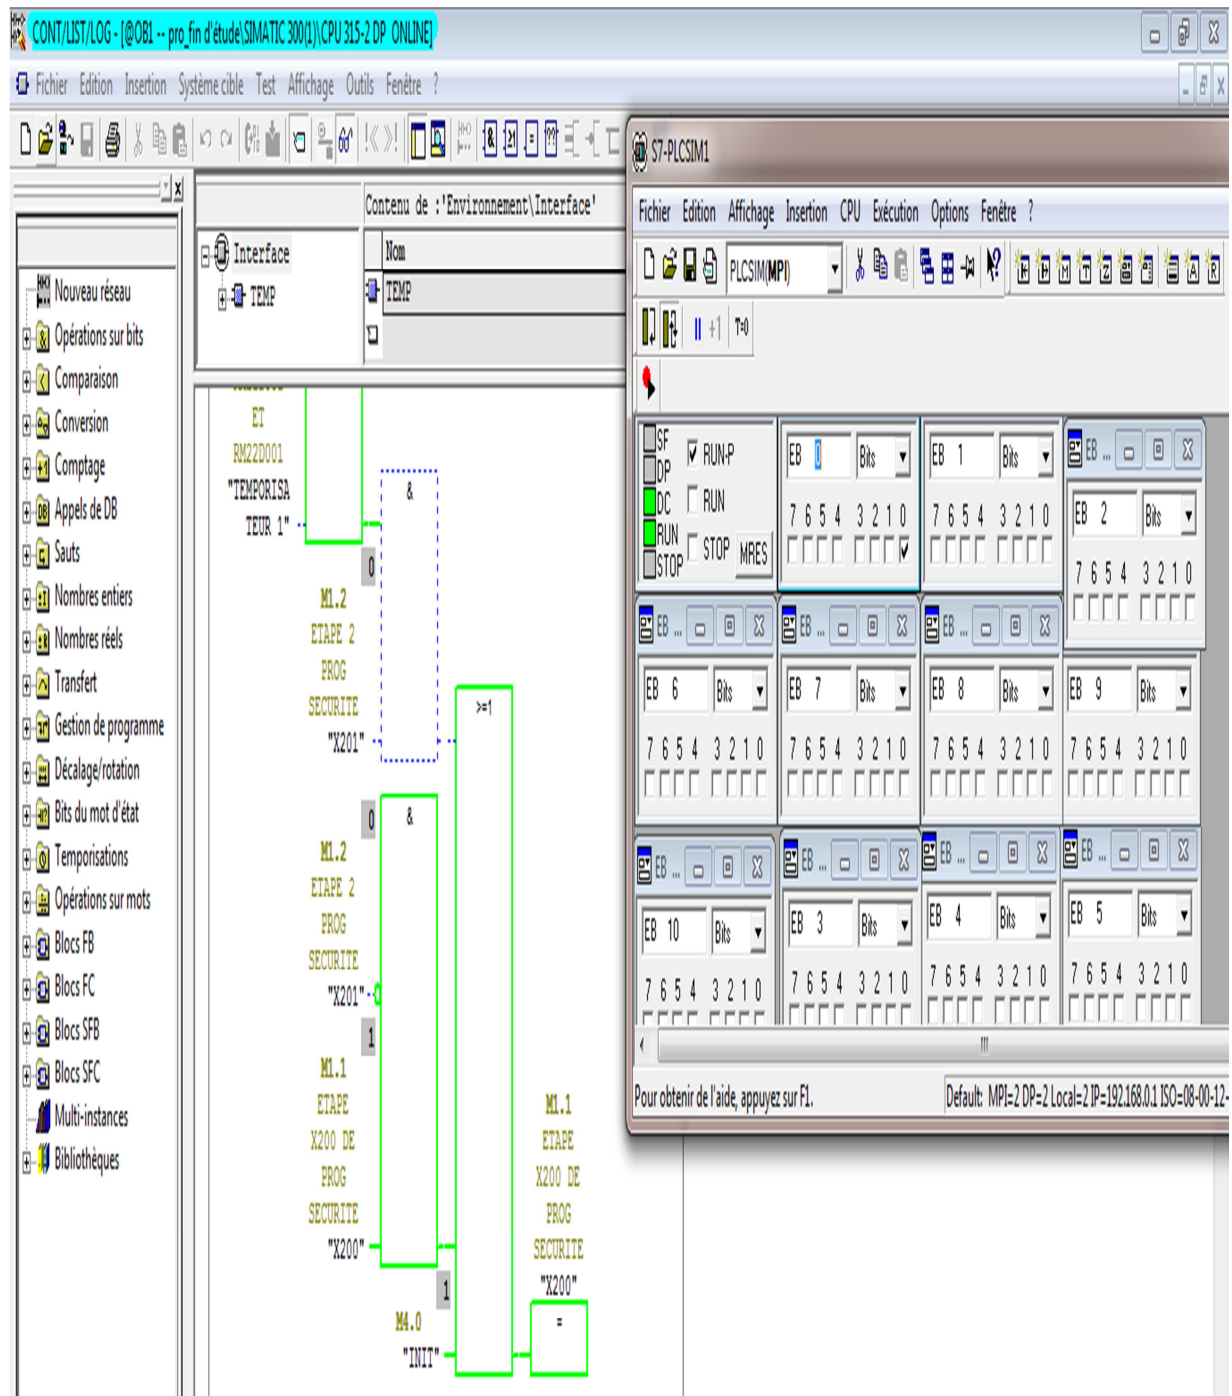 CONT/LIST/LOG - [@OB1 -- pro_fin d'étude\SIMATIC 300(1)\CPU 315-2 DP ONLINE]
Fichier Edition Insertion Système cible Test Affichage Outils Fenêtre ?
Contenu de :'Environnement\Interface'
Interface
TEMP
Nom
TEMP
Nouveau réseau
Opérations sur bits
Comparaison
Conversion
Comptage
Appels de DB
Sauts
Nombres entiers
Nombres réels
Transfert
Gestion de programme
Décalage/rotation
Bits du mot d'état
Temporisations
Opérations sur mots
Blocs FB
Blocs FC
Blocs SFB
Blocs SFC
Multi-instances
Bibliothèques
ET
RM22D001
"TEMPORISA
TEUR 1"
&
0
M1.2
ETAPE 2
PROG
SECURITE
"X201"
>=1
0
&
M1.2
ETAPE 2
PROG
SECURITE
"X201"
1
M1.1
ETAPE
X200 DE
PROG
SECURITE
"X200"
1
M4.0
"INIT"
M1.1
ETAPE
X200 DE
PROG
SECURITE
"X200"
=
S7-PLCSIM1
Fichier Edition Affichage Insertion CPU Exécution Options Fenêtre ?
PLCSIM(MPI)
+1 T=0
SF
DP
DC
RUN
STOP
RUN-P
RUN
STOP MRES
EB 0 Bits
7 6 5 4 3 2 1 0
EB 1 Bits
7 6 5 4 3 2 1 0
EB ...
EB 2 Bits
7 6 5 4 3 2 1 0
EB ...
EB 6 Bits
7 6 5 4 3 2 1 0
EB ...
EB 7 Bits
7 6 5 4 3 2 1 0
EB ...
EB 8 Bits
7 6 5 4 3 2 1 0
EB 9 Bits
7 6 5 4 3 2 1 0
EB ...
EB 10 Bits
7 6 5 4 3 2 1 0
EB ...
EB 3 Bits
7 6 5 4 3 2 1 0
EB ...
EB 4 Bits
7 6 5 4 3 2 1 0
EB ...
EB 5 Bits
7 6 5 4 3 2 1 0
Pour obtenir de l'aide, appuyez sur F1.
Default: MPI=2 DP=2 Local=2 IP=192.168.0.1 ISO=08-00-12-